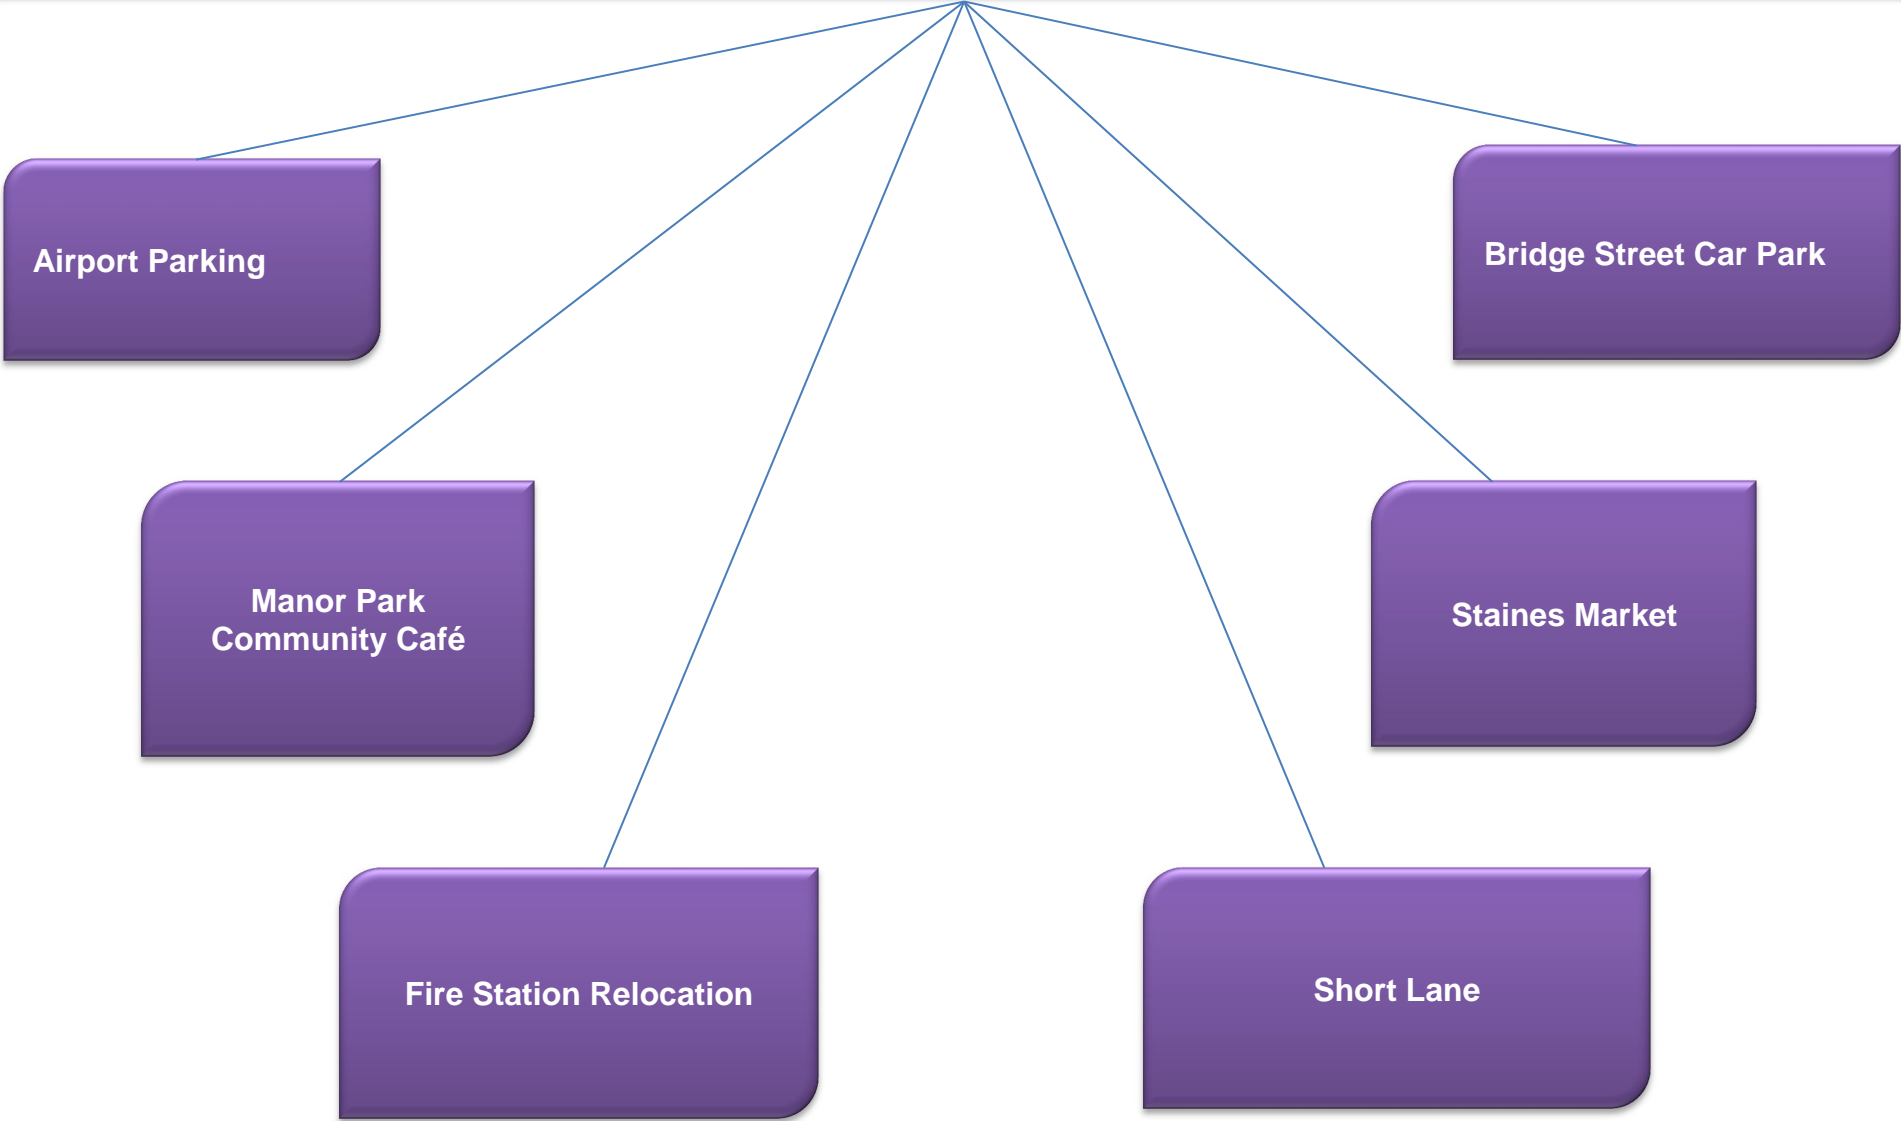 Airport Parking
Bridge Street Car Park
Manor Park
Community Café
Staines Market
Fire Station Relocation
Short Lane